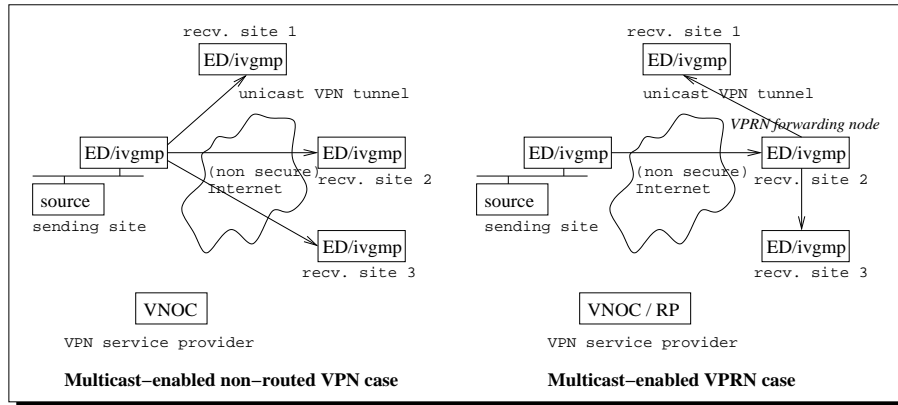 recv. site 1
ED/ivgmp
unicast VPN tunnel
ED/ivgmp
ED/ivgmp
(non secure)
Internet
recv. site 2
source
sending site
ED/ivgmp
recv. site 3
VNOC
VPN service provider
Multicast−enabled non−routed VPN case
recv. site 1
ED/ivgmp
unicast VPN tunnel
VPRN forwarding node
ED/ivgmp
ED/ivgmp
(non secure)
Internet
recv. site 2
source
sending site
ED/ivgmp
recv. site 3
VNOC / RP
VPN service provider
Multicast−enabled VPRN case